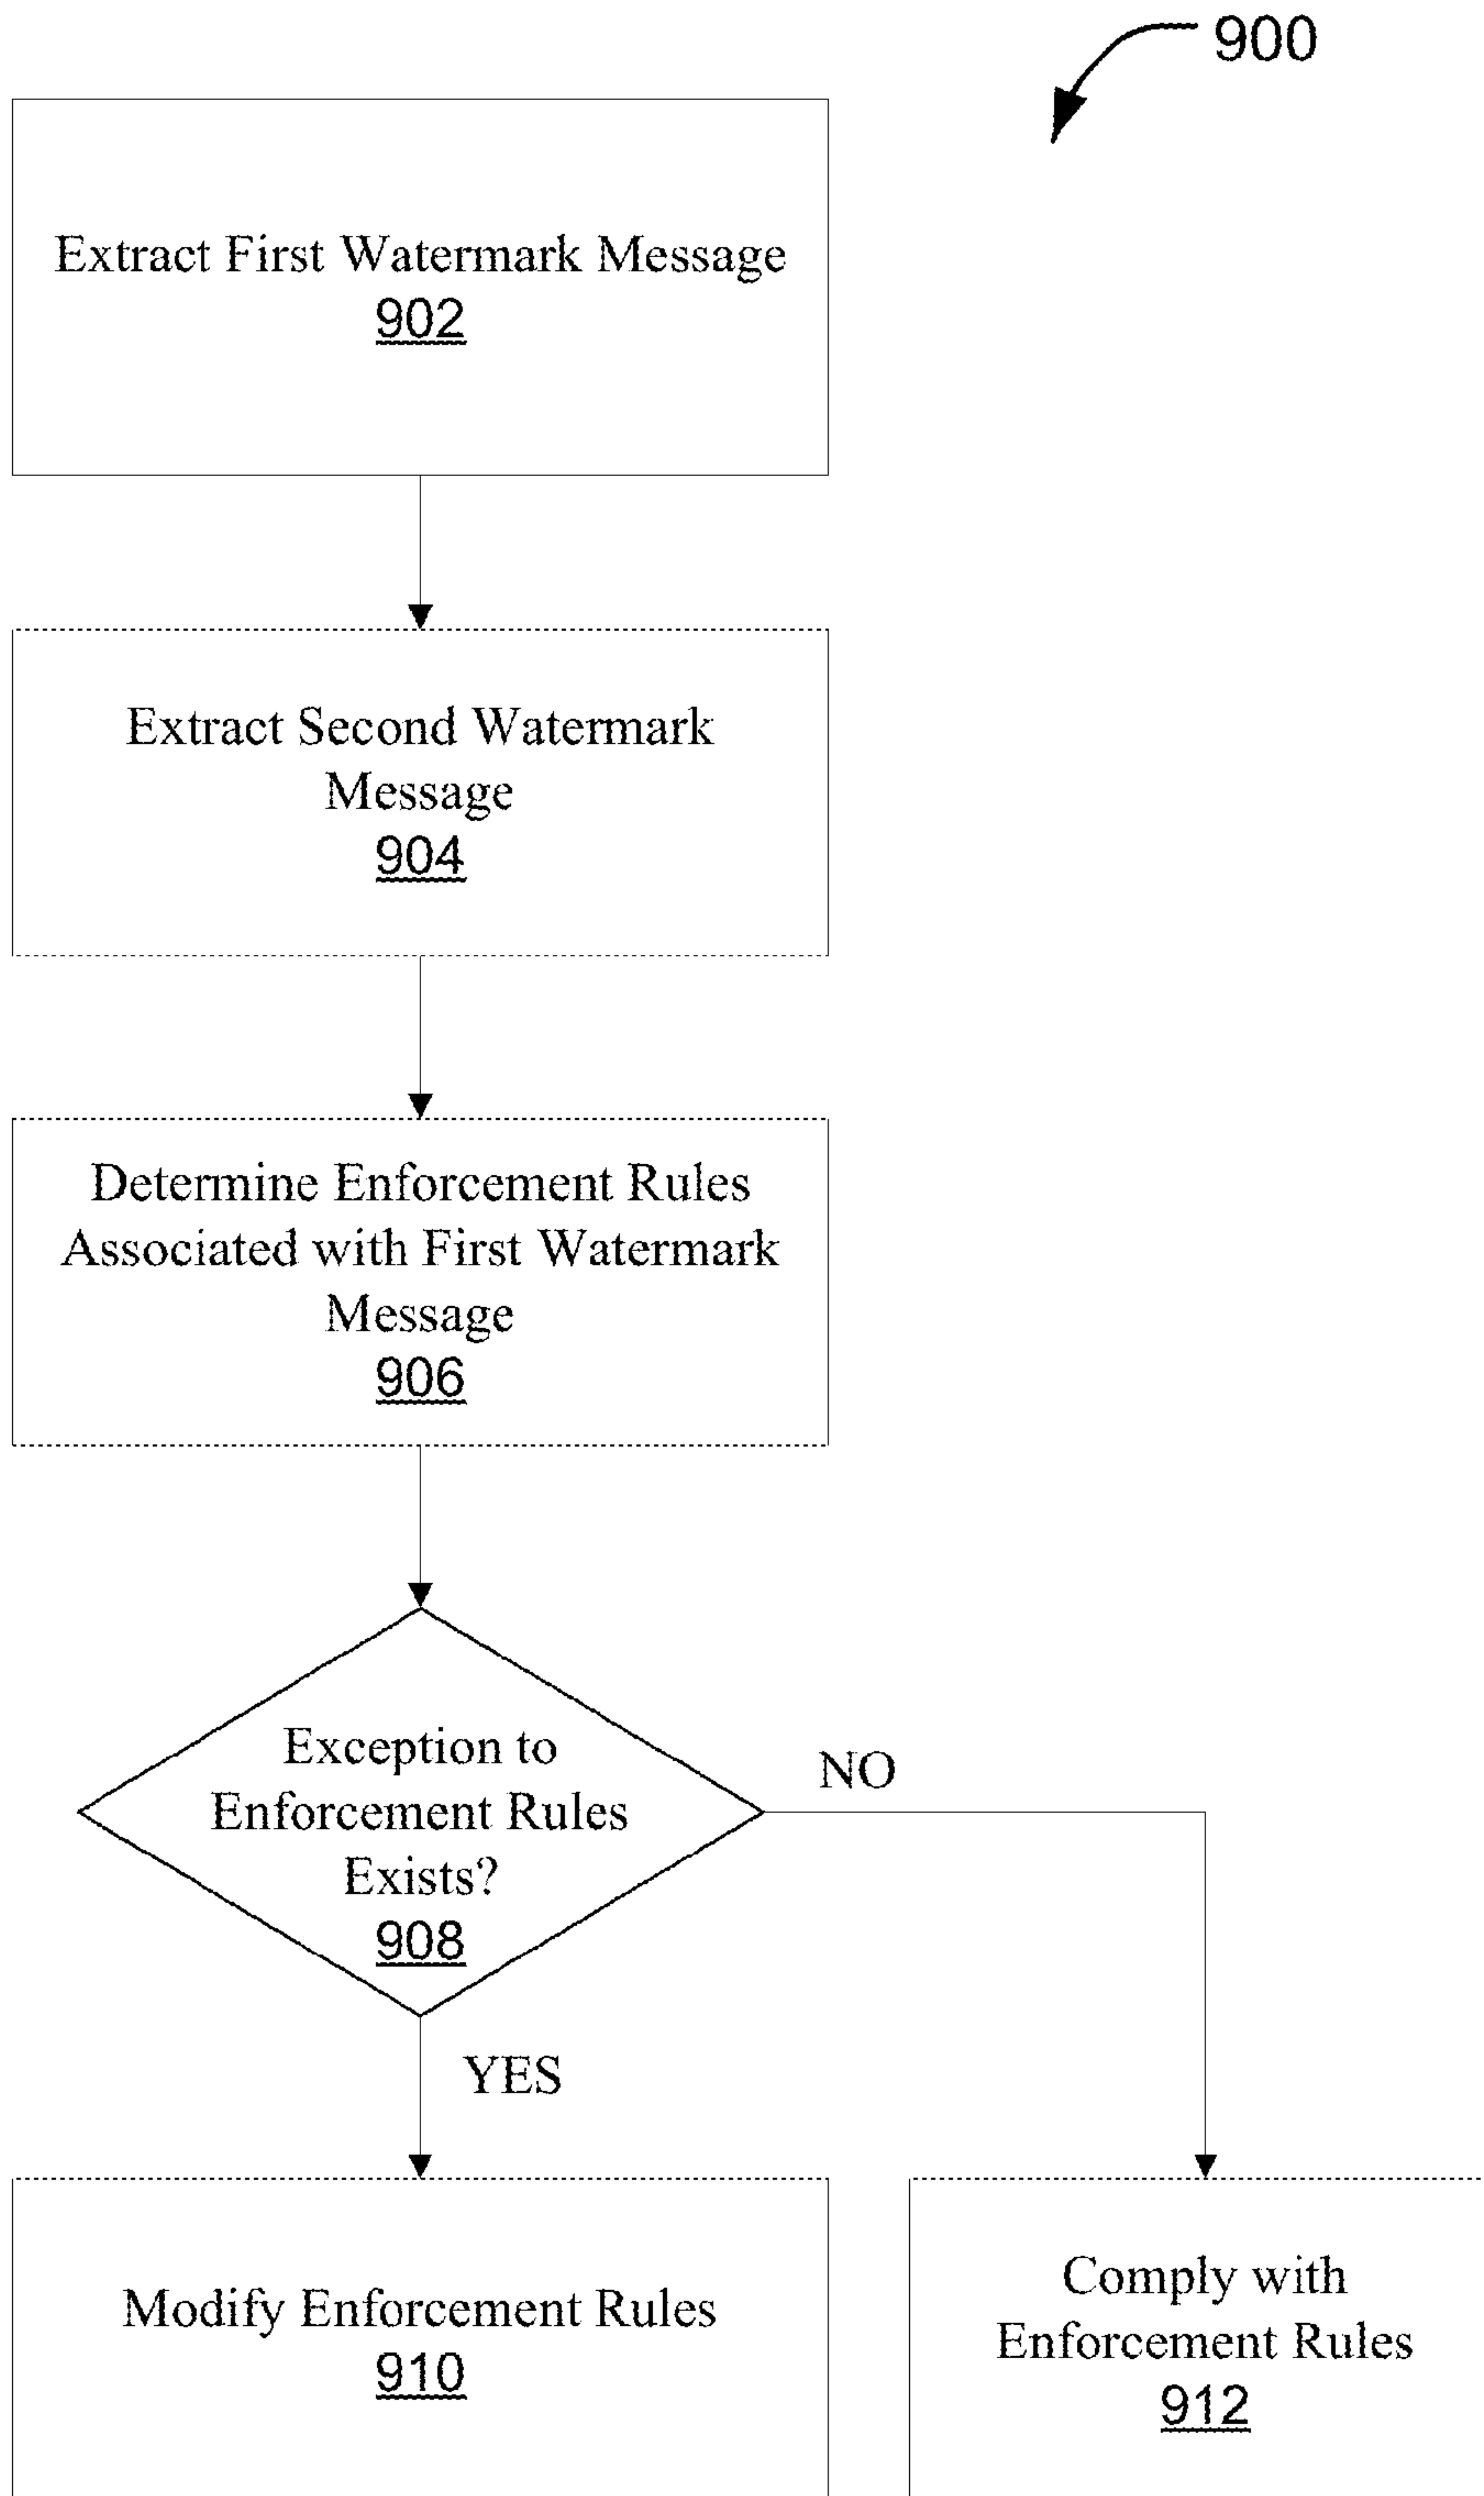 900
Extract First Watermark Message
902
Extract Second Watermark
Message
904
Determine Enforcement Rules
Associated with First Watermark
Message
906
Exception to
Enforcement Rules
Exists?
908
NO
YES
Modify Enforcement Rules
910
Comply with
Enforcement Rules
912